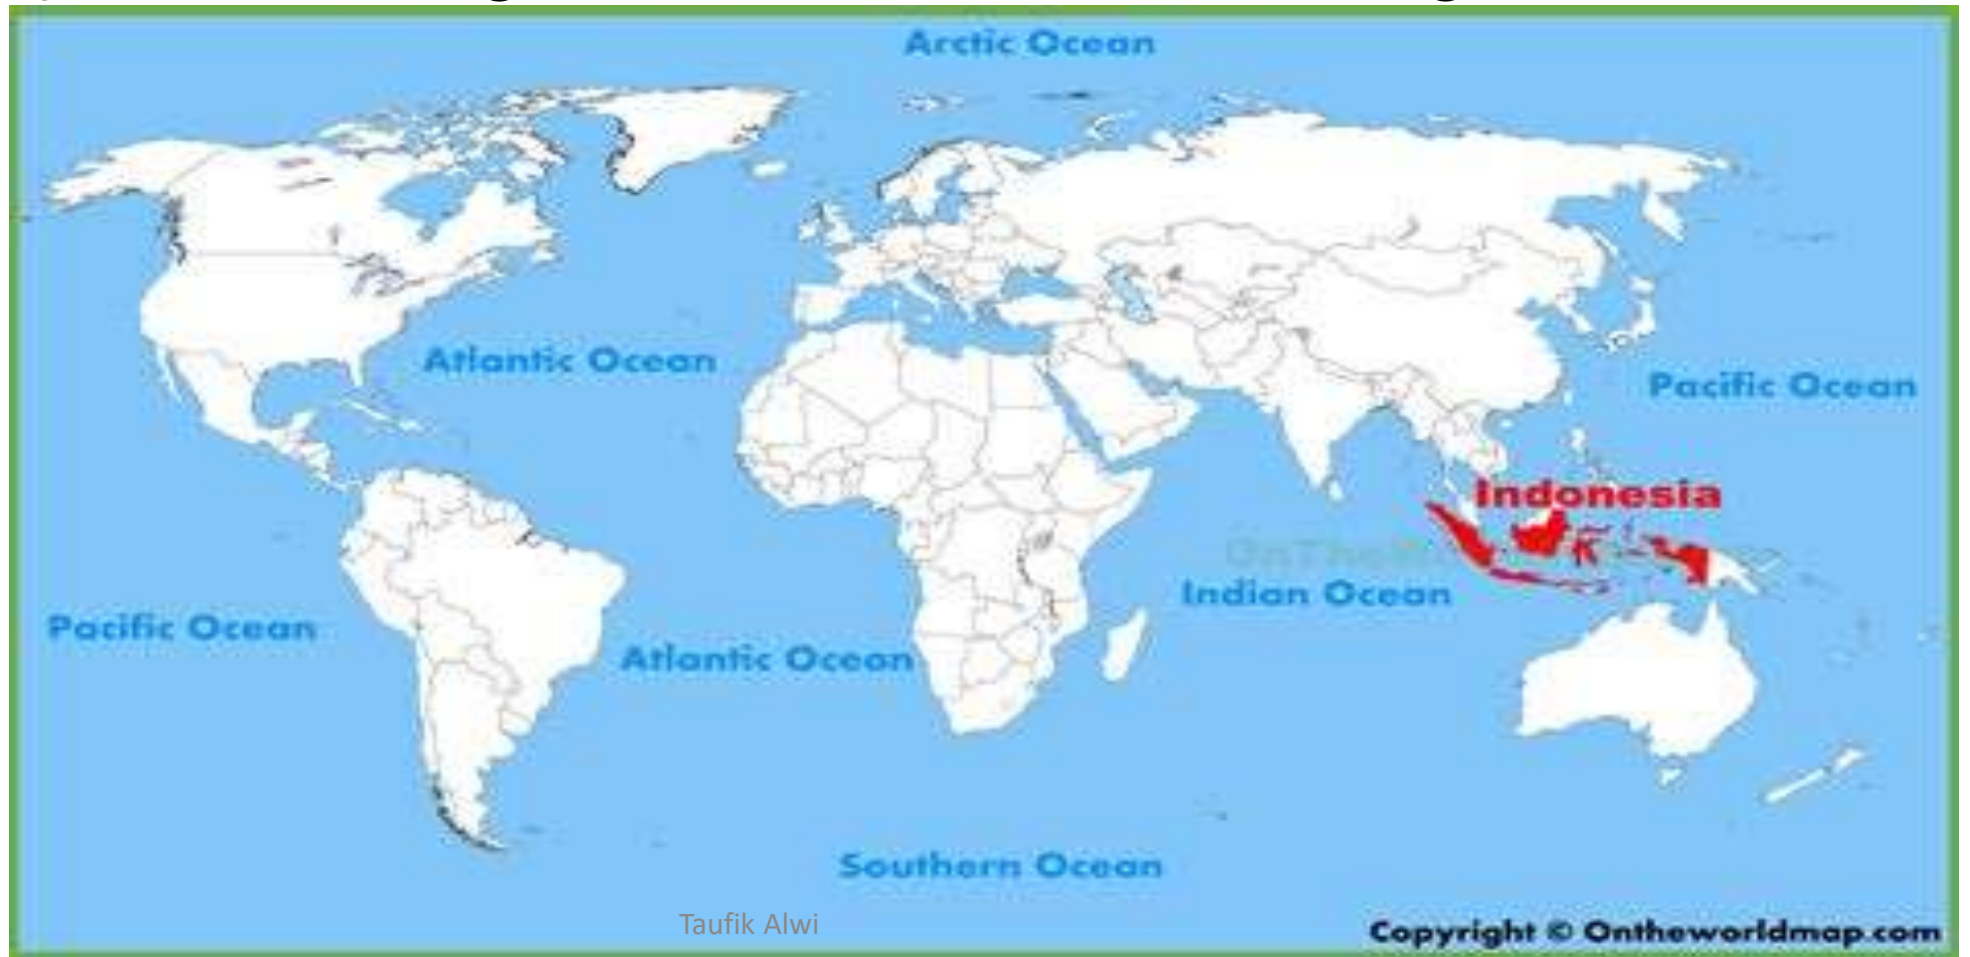 Arctic Ocean
Atlantic Ocean
Pacific Ocean
Indonesia
Indian Ocean
Pacific Ocean
Atlantic Ocean
Southern Ocean
Taufik Alwi
Copyright © Ontheworldmap.com